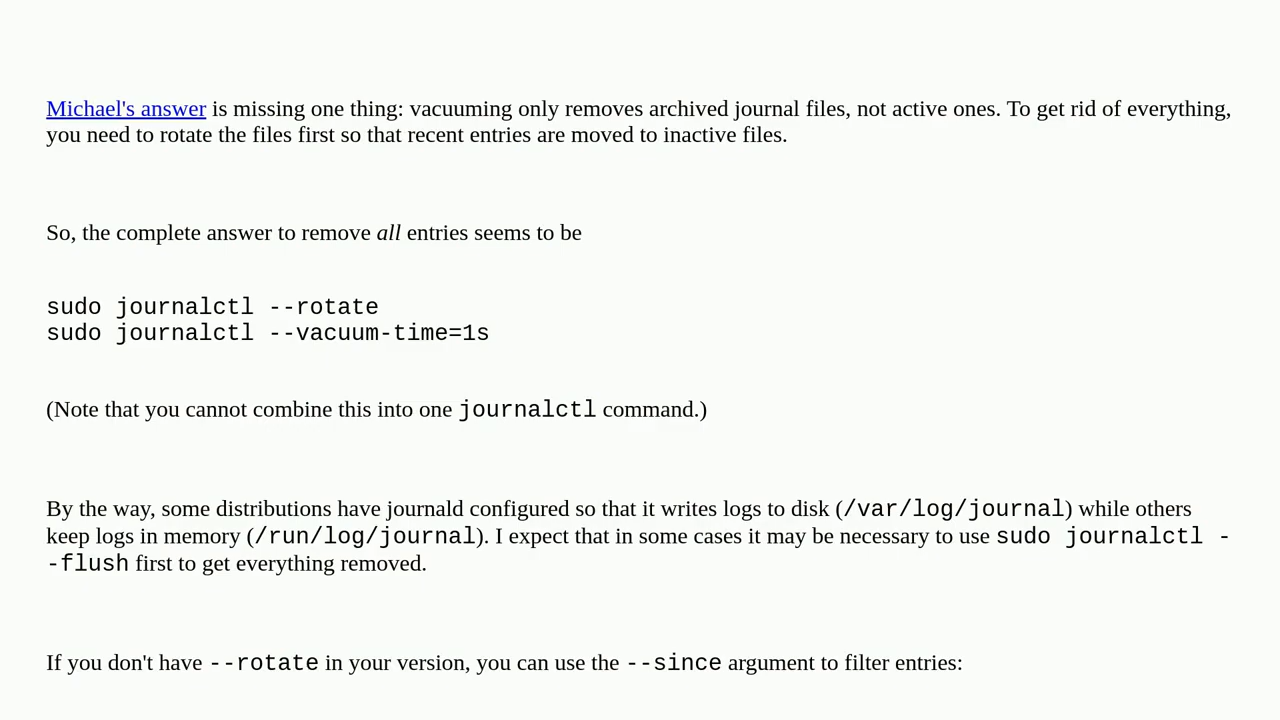 Michael's answer is missing one thing: vacuuming only removes archived journal files, not active ones. To get rid of everything,
you need to rotate the files first so that recent entries are moved to inactive files.
So, the complete answer to remove all entries seems to be
sudo journalctl --rotate
sudo journalctl --vacuum-time=1s
(Note that you cannot combine this into one journalctl command.)
By the way, some distributions have journald configured so that it writes logs to disk (/var/log/journal) while others
keep logs in memory (/run/log/journal). I expect that in some cases it may be necessary to use sudo journalctl -
-flush first to get everything removed.
If you don't have --rotate in your version, you can use the --since argument to filter entries: